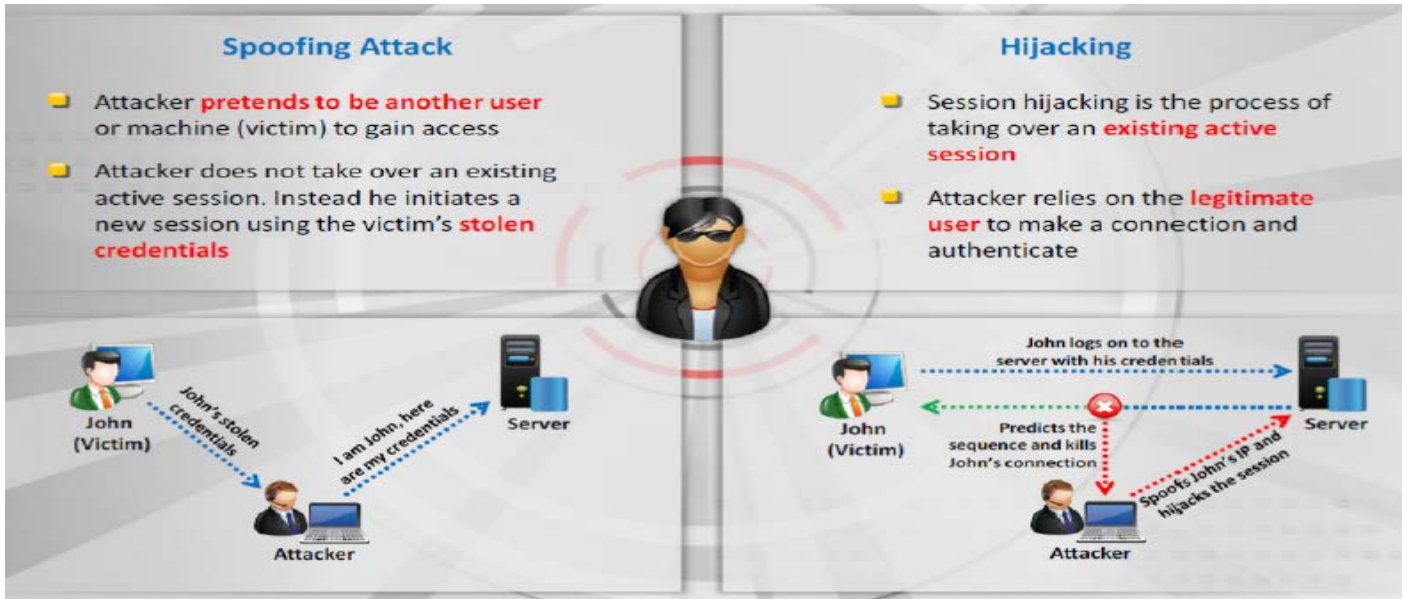 Spoofing Attack
Attacker pretends to be another user
or machine (victim) to gain access
Attacker does not take over an existing
active session. Instead he initiates a
new session using the victim's stolen
credentials
Hijacking
Session hijacking is the process of
taking over an existing active
session
Attacker relies on the legitimate
user to make a connection and
authenticate
John
(Victim)
John's stolen
credentials
I am John, here
are my credentials
Server
Attacker
John logs on to the
server with his credentials
John
(Victim)
Predicts the
sequence and kills
John's connection
Server
Spoofs John's IP and
hijacks the session
Attacker